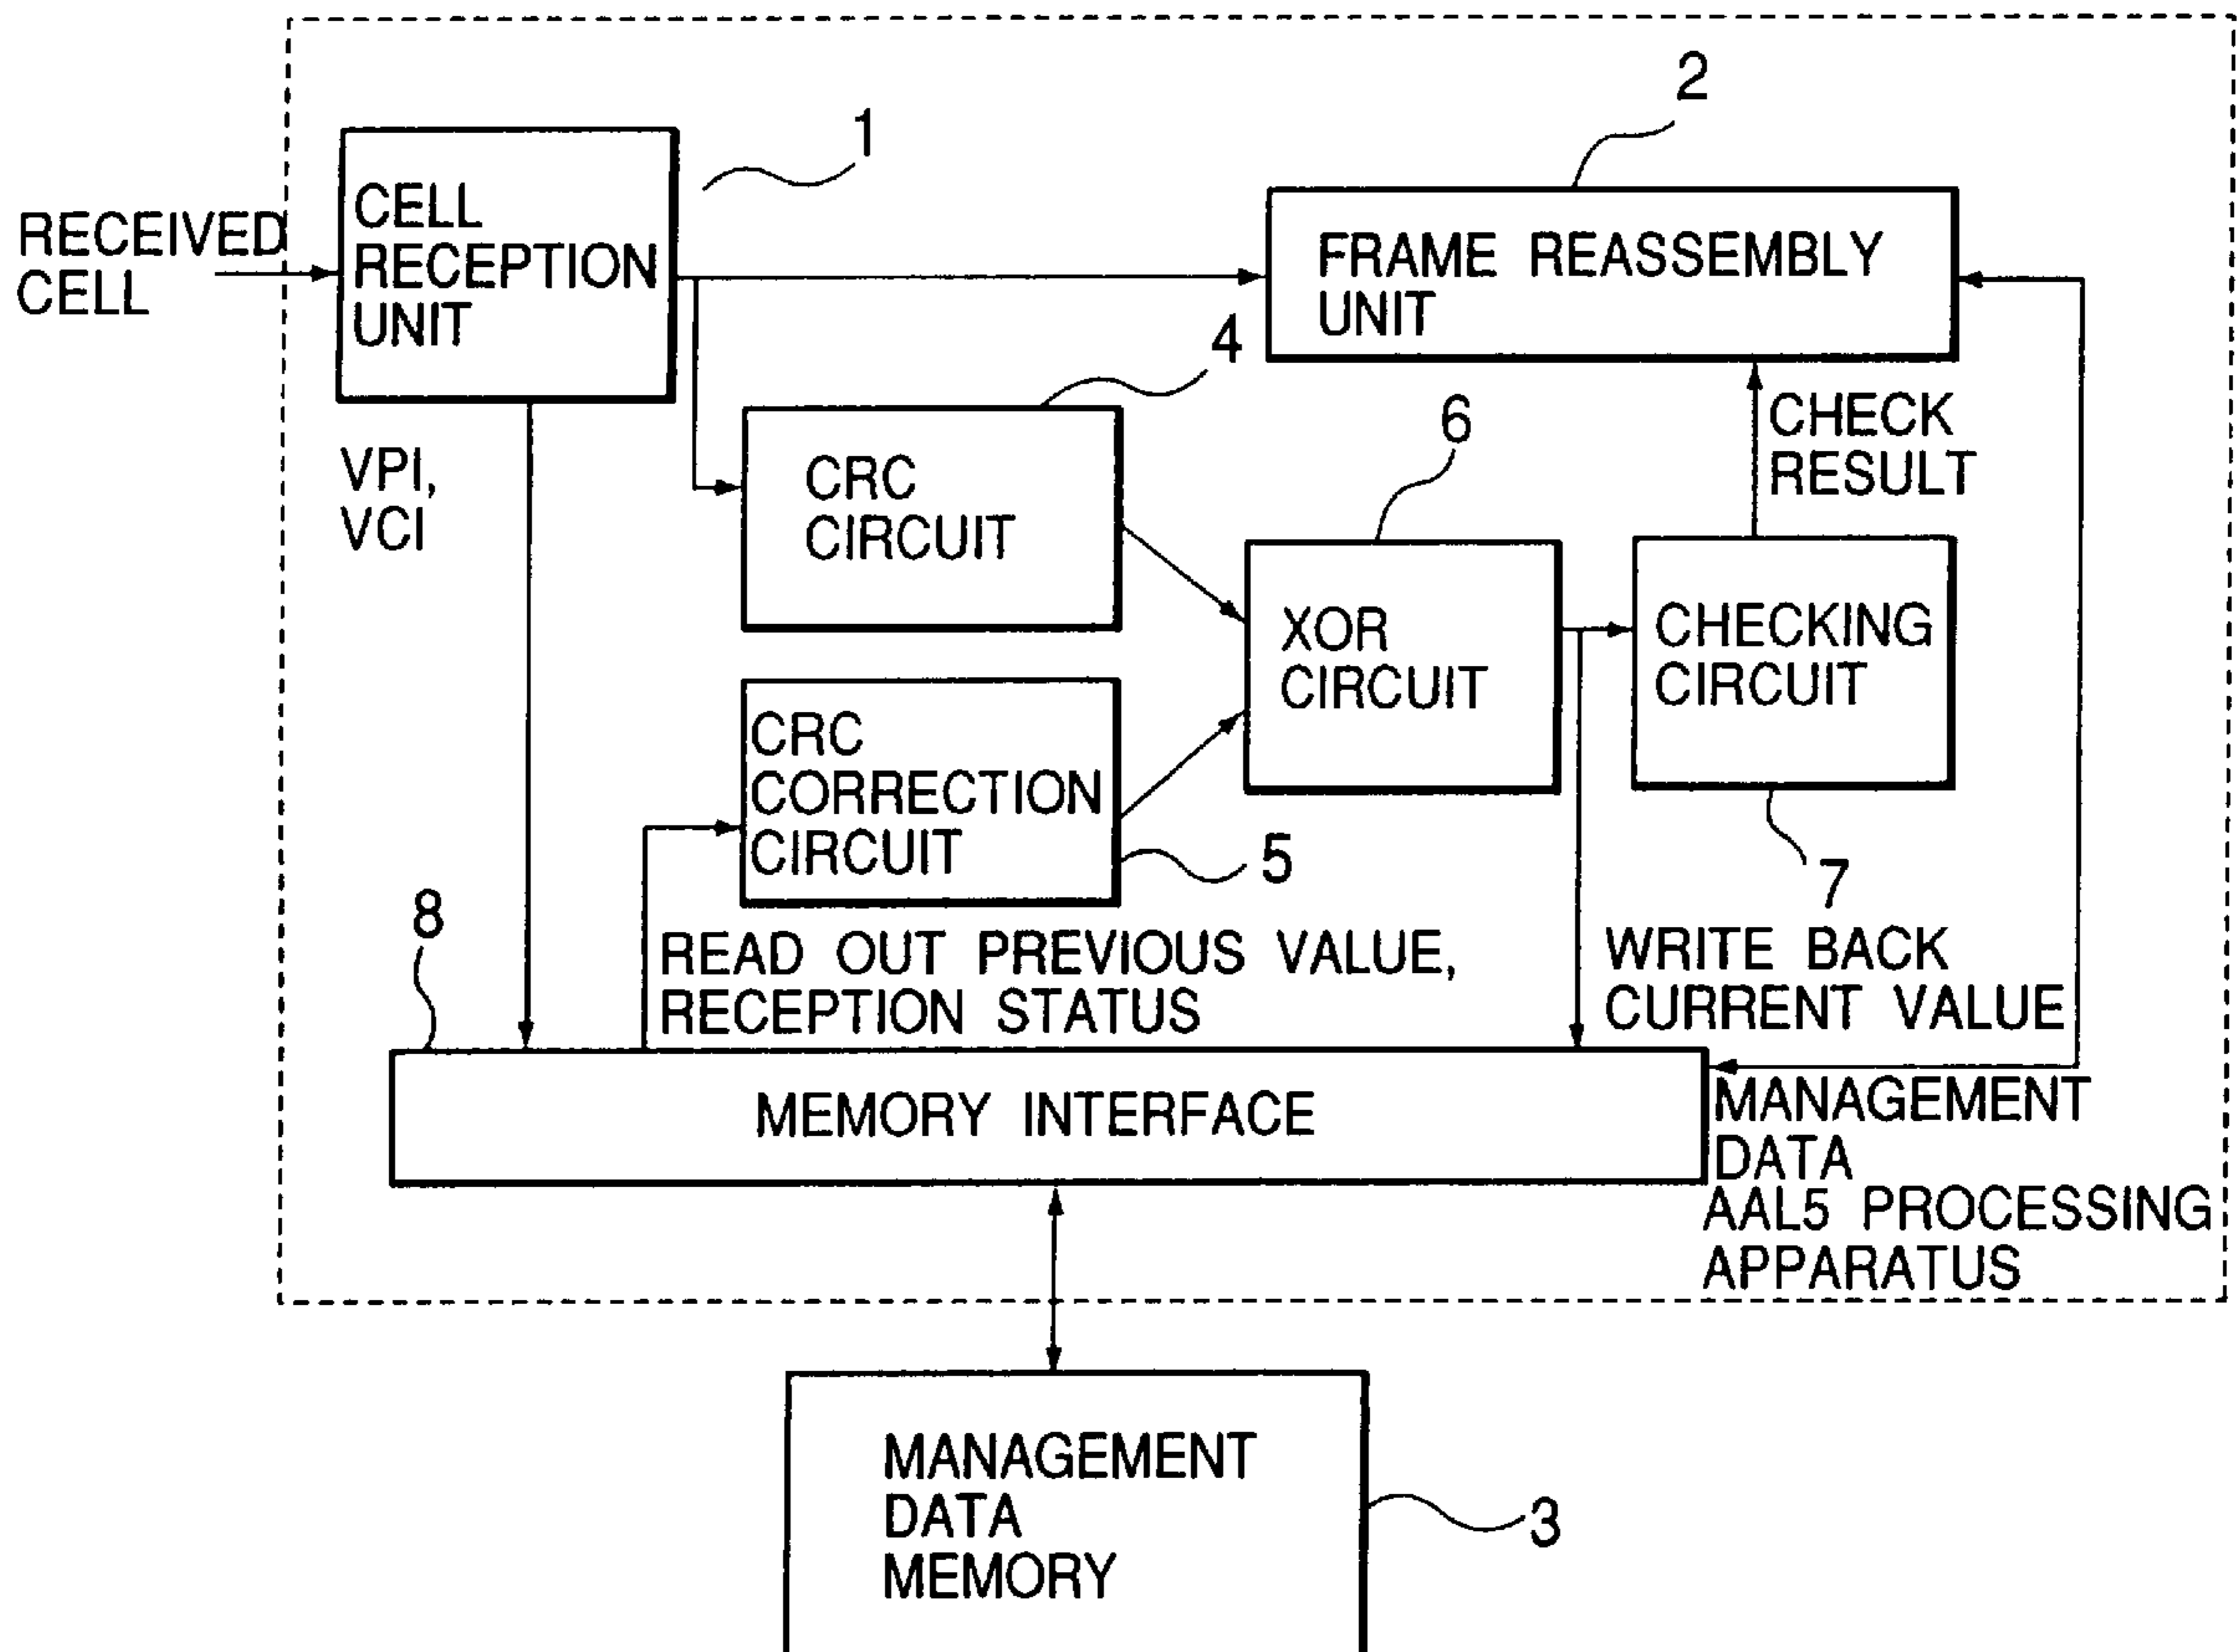 2
1
CELL
RECEPTION
UNIT
RECEIVED
CELL
FRAME REASSEMBLY
UNIT
4
CHECK
RESULT
6
VPI,
VCI
CRC
CIRCUIT
XOR
CIRCUIT
CHECKING
CIRCUIT
CRC
CORRECTION
CIRCUIT
5
7
8
READ OUT PREVIOUS VALUE,
RECEPTION STATUS
WRITE BACK
CURRENT VALUE
MEMORY INTERFACE
MANAGEMENT
DATA
AAL5 PROCESSING
APPARATUS
MANAGEMENT
DATA
MEMORY
3